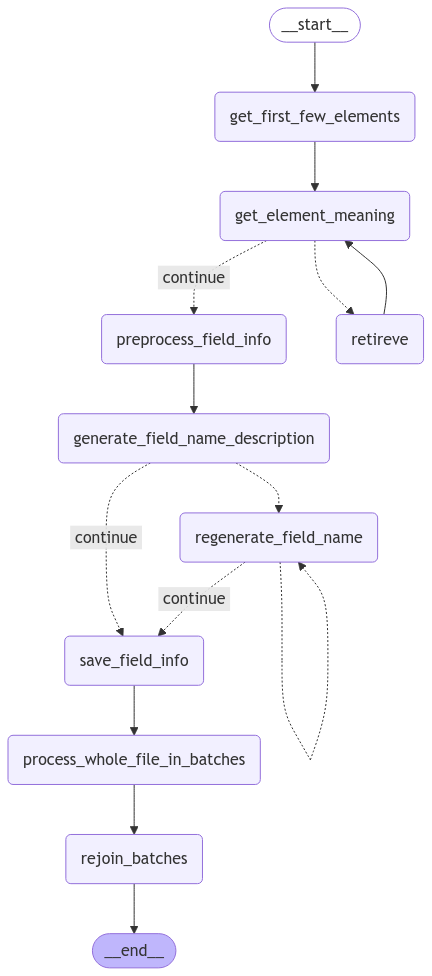 __start__
get_first_few_elements
get_element_meaning
continue
preprocess_field_info
retireve
generate_field_name_description
continue
regenerate_field_name
continue
save_field_info
process_whole_file_in_batches
rejoin_batches
__end__